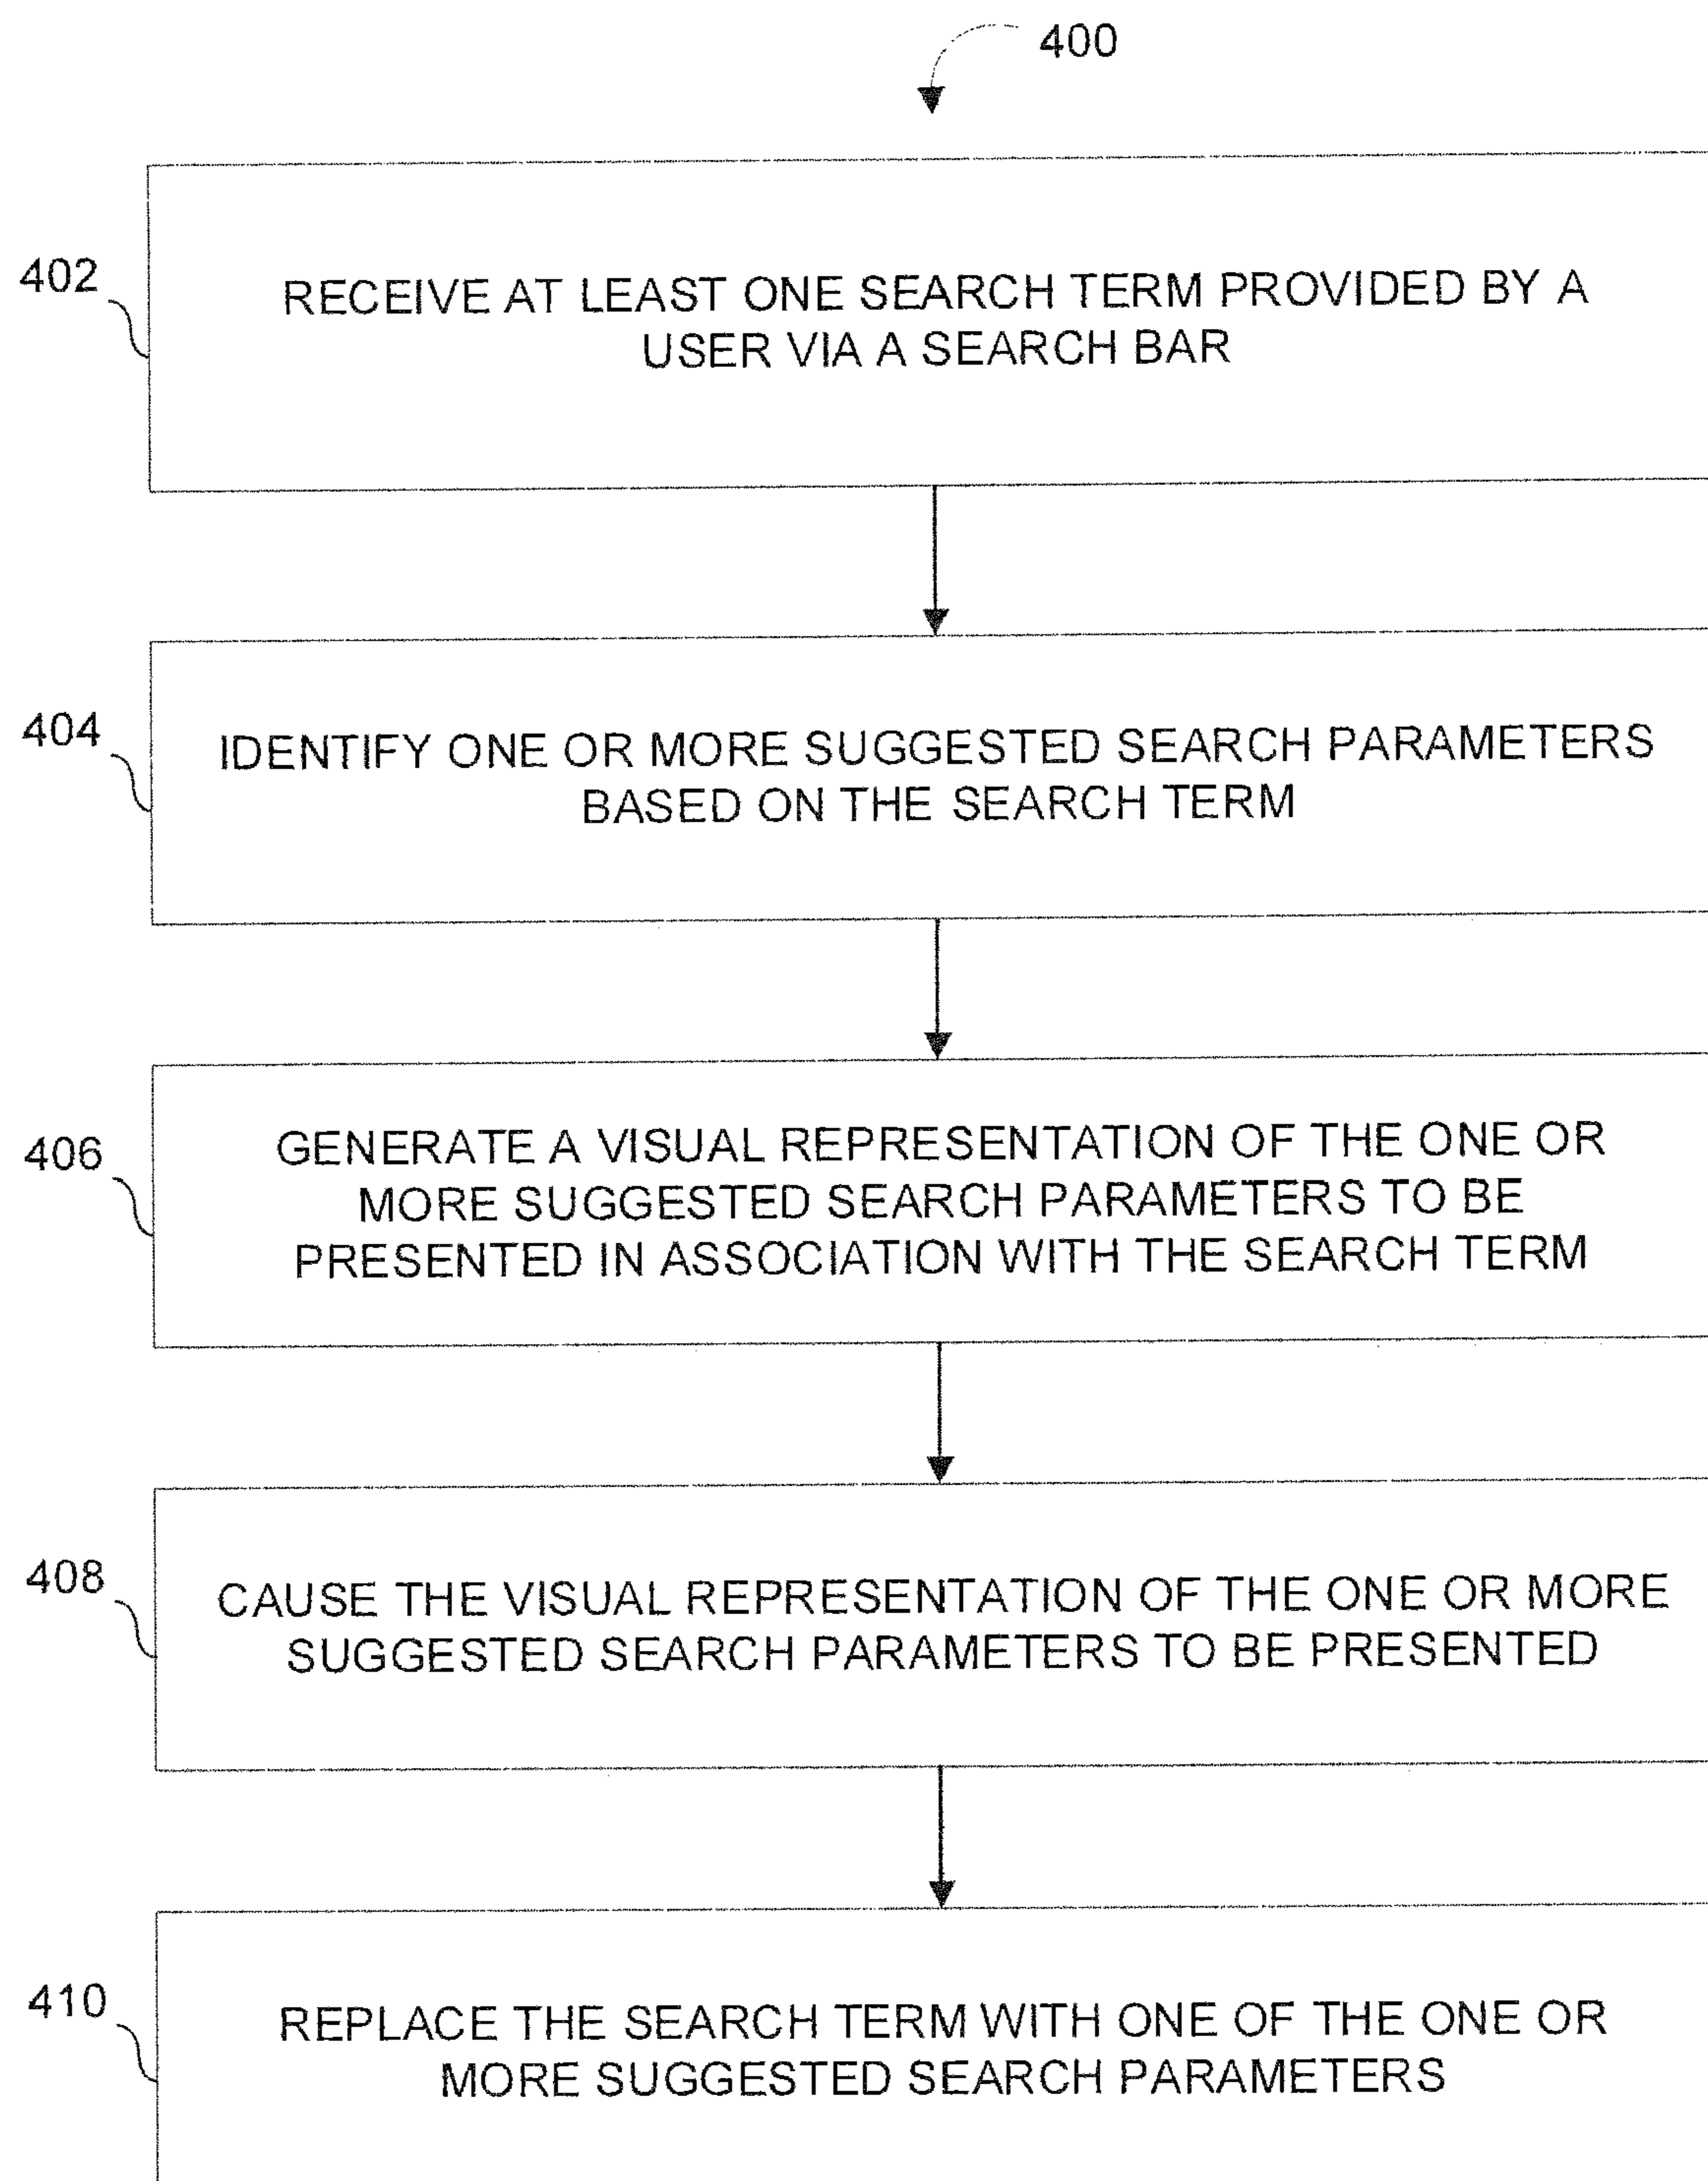 400
402
RECEIVE AT LEAST ONE SEARCH TERM PROVIDED BY A
USER VIA A SEARCH BAR
404
IDENTIFY ONE OR MORE SUGGESTED SEARCH PARAMETERS
BASED ON THE SEARCH TERM
406
GENERATE A VISUAL REPRESENTATION OF THE ONE OR
MORE SUGGESTED SEARCH PARAMETERS TO BE
PRESENTED IN ASSOCIATION WITH THE SEARCH TERM
408
CAUSE THE VISUAL REPRESENTATION OF THE ONE OR MORE
SUGGESTED SEARCH PARAMETERS TO BE PRESENTED
410
REPLACE THE SEARCH TERM WITH ONE OF THE ONE OR
MORE SUGGESTED SEARCH PARAMETERS